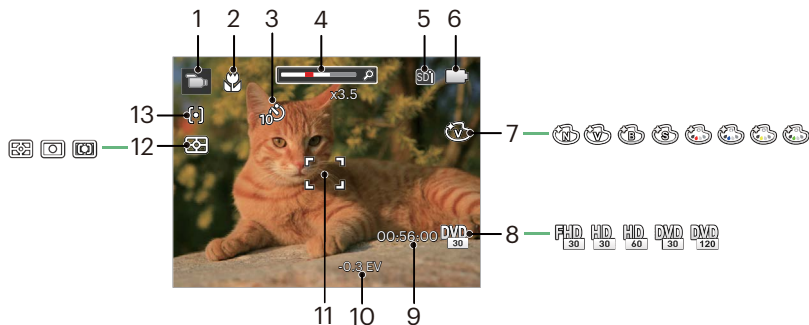 1 2 3 4 5 6
SD
x3.5
10
13
12
V
7
N V B S
00:56:00
DVD 30
8
FHD 30 HD 30 HD 60 DVD 30 DVD 120
-0.3 EV
11 10 9